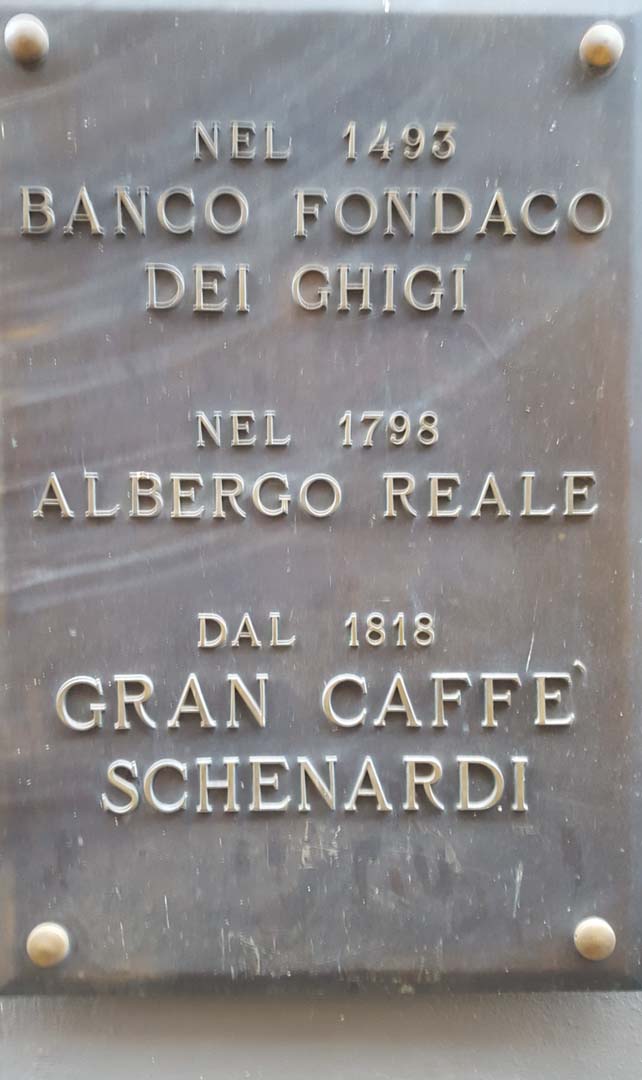 NEL 1493
BANCO FONDACO
DEI GHIGI
NEL 1798
ALBERGO REALE
DAL 1818
GRAN CAFFE`
SCHENARDI